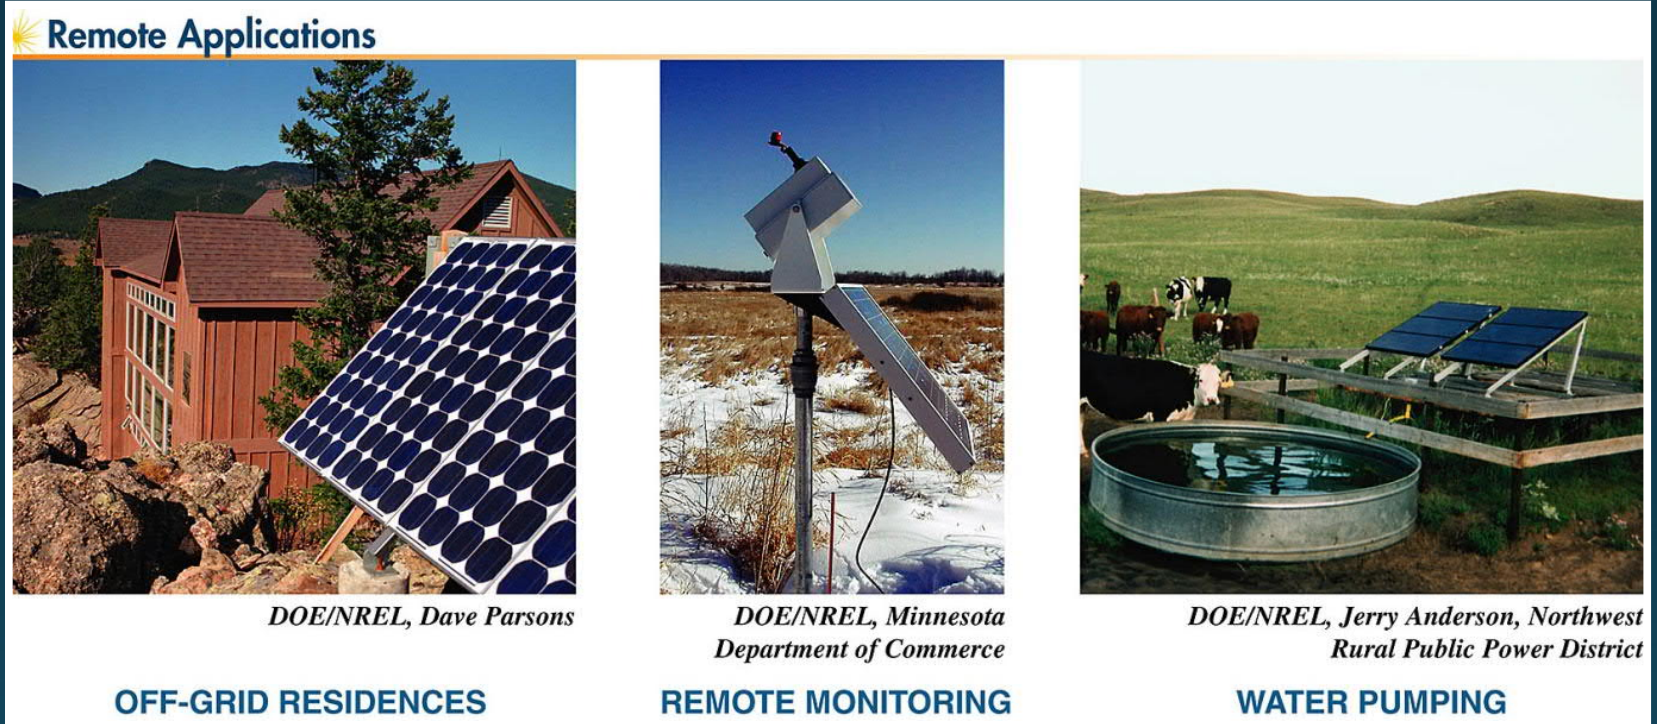 Remote Applications
DOE/NREL, Dave Parsons
DOE/NREL, Minnesota
Department of Commerce
DOE/NREL, Jerry Anderson, Northwest
Rural Public Power District
OFF-GRID RESIDENCES
REMOTE MONITORING
WATER PUMPING